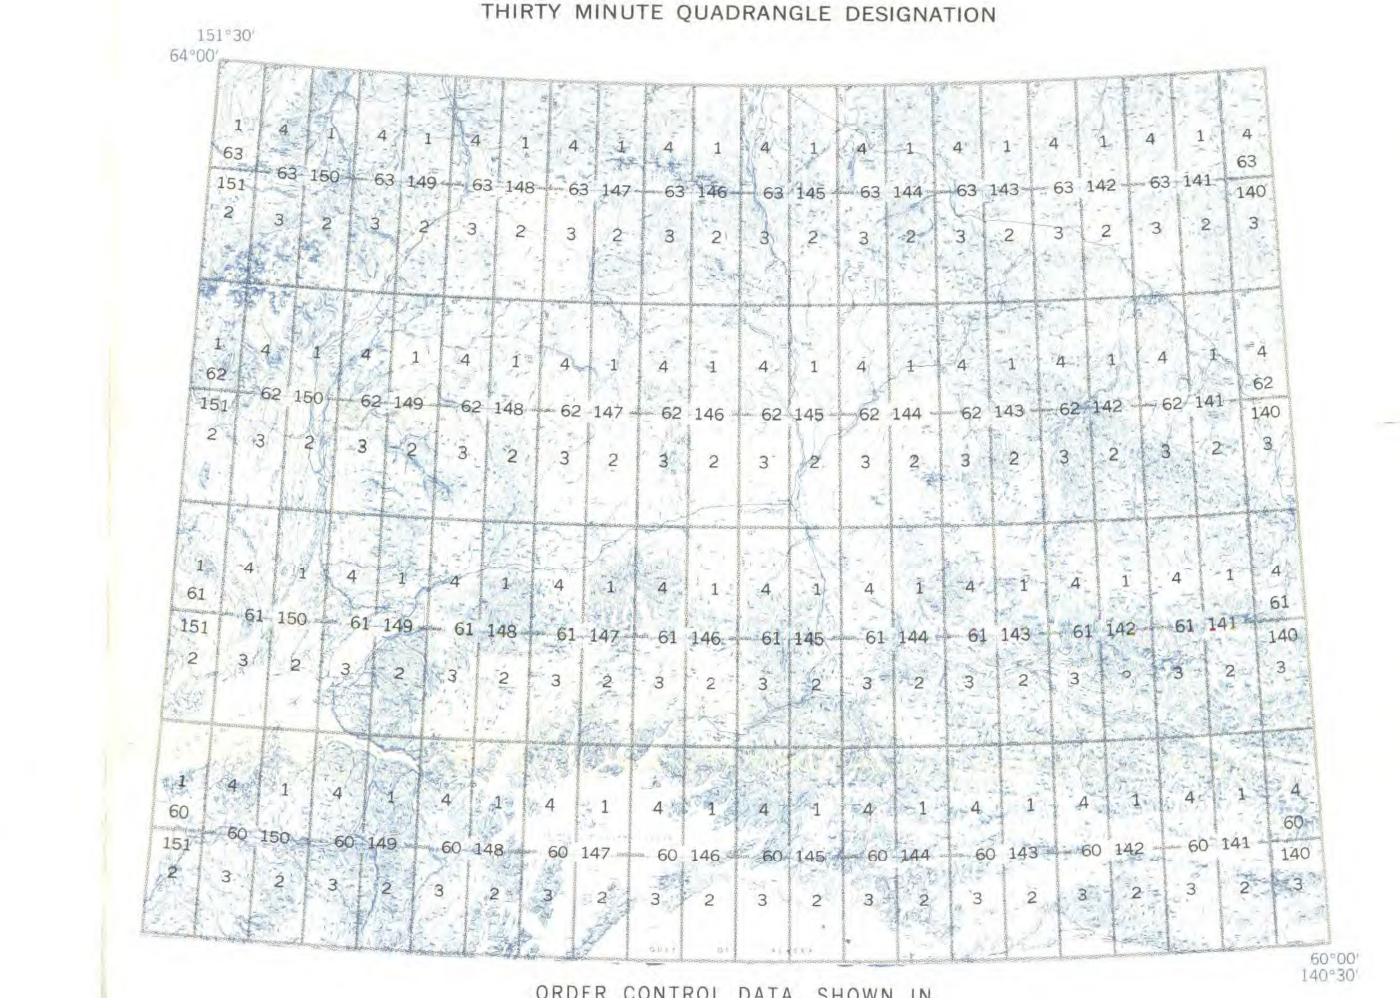 THIRTY MINUTE QUADRANGLE DESIGNATION
151°30'
64°00'
1 4 1 4 1 4 1 4 1 4 1 4 1 4 1 4 1 4 1 4 1 4
63 63
151 63 150 63 149 63 148 63 147 63 146 63 145 63 144 63 143 63 142 63 141 140
2 3 2 3 2 3 2 3 2 3 2 3 2 3 2 3 2 3 2 3 2 3
1 4 1 4 1 4 1 4 1 4 1 4 1 4 1 4 1 4 1 4 1 4
62 62
151 62 150 62 149 62 148 62 147 62 146 62 145 62 144 62 143 62 142 62 141 140
2 3 2 3 2 3 2 3 2 3 2 3 2 3 2 3 2 3 2 3 2 3
1 4 1 4 1 4 1 4 1 4 1 4 1 4 1 4 1 4 1 4 1 4
61 61
151 61 150 61 149 61 148 61 147 61 146 61 145 61 144 61 143 61 142 61 141 140
2 3 2 3 2 3 2 3 2 3 2 3 2 3 2 3 2 3 3 2 3
1 4 1 4 1 4 1 4 1 4 1 4 1 4 1 4 1 4 1 4 1 4
60 60
151 60 150 60 149 60 148 60 147 60 146 60 145 60 144 60 143 60 142 60 141 140
2 3 2 3 2 3 2 3 2 3 2 3 2 3 2 3 2 3 2 3 2 3
GULF OF ALASKA
60°00'
140°30'
ORDER CONTROL DATA SHOWN IN